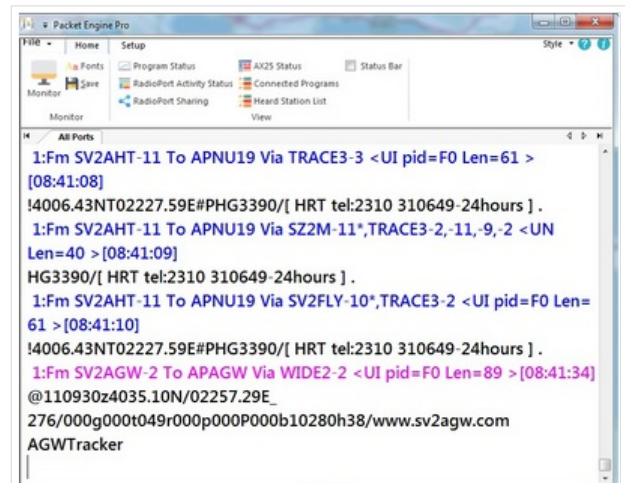 Packet Engine Pro
File
Home
Setup
Style
Monitor
Fonts
Save
Monitor
Program Status
RadioPort Activity Status
RadioPort Sharing
AX25 Status
Connected Programs
Heard Station List
Status Bar
View
All Ports
1:Fm SV2AHT-11 To APNU19 Via TRACE3-3 <UI pid=F0 Len=61 >
[08:41:08]
!4006.43NT02227.59E#PHG3390/[ HRT tel:2310 310649-24hours ] .
1:Fm SV2AHT-11 To APNU19 Via SZ2M-11*,TRACE3-2,-11,-9,-2 <UN
Len=40 >[08:41:09]
HG3390/[ HRT tel:2310 310649-24hours ] .
1:Fm SV2AHT-11 To APNU19 Via SV2FLY-10*,TRACE3-2 <UI pid=F0 Len=
61 >[08:41:10]
!4006.43NT02227.59E#PHG3390/[ HRT tel:2310 310649-24hours ] .
1:Fm SV2AGW-2 To APAGW Via WIDE2-2 <UI pid=F0 Len=89 >[08:41:34]
@110930z4035.10N/02257.29E_
276/000g000t049r000p000P000b10280h38/www.sv2agw.com
AGWTracker